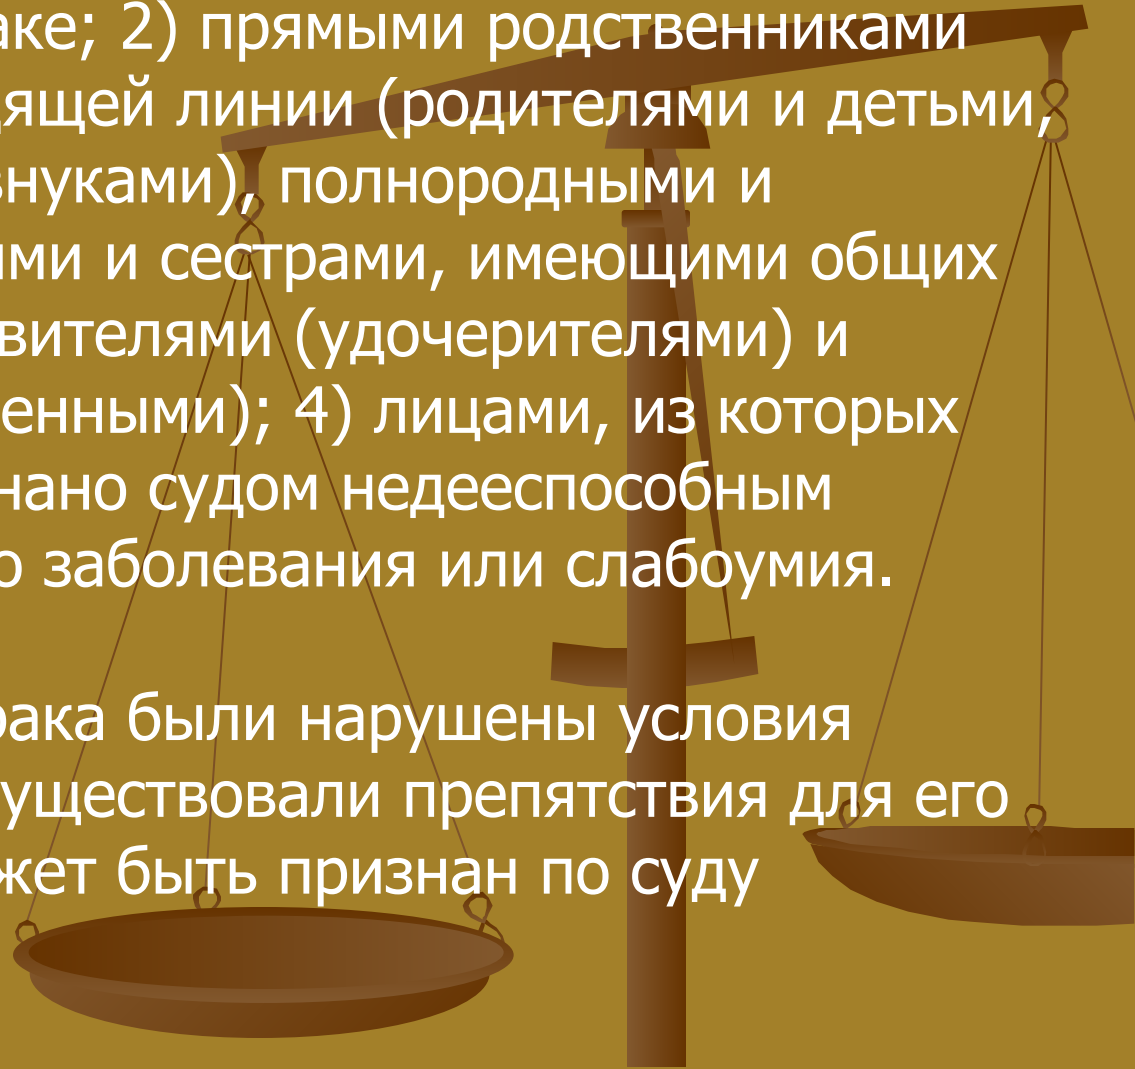 аке; 2) прямыми родственниками
дящей линии (родителями и детьми,
внуками), полнородными и
ыми и сестрами, имеющими общих
вителями (удочерителями) и
енными); 4) лицами, из которых
нано судом недееспособным
о заболевания или слабоумия.
рака были нарушены условия
уществовали препятствия для его
жет быть признан по суду